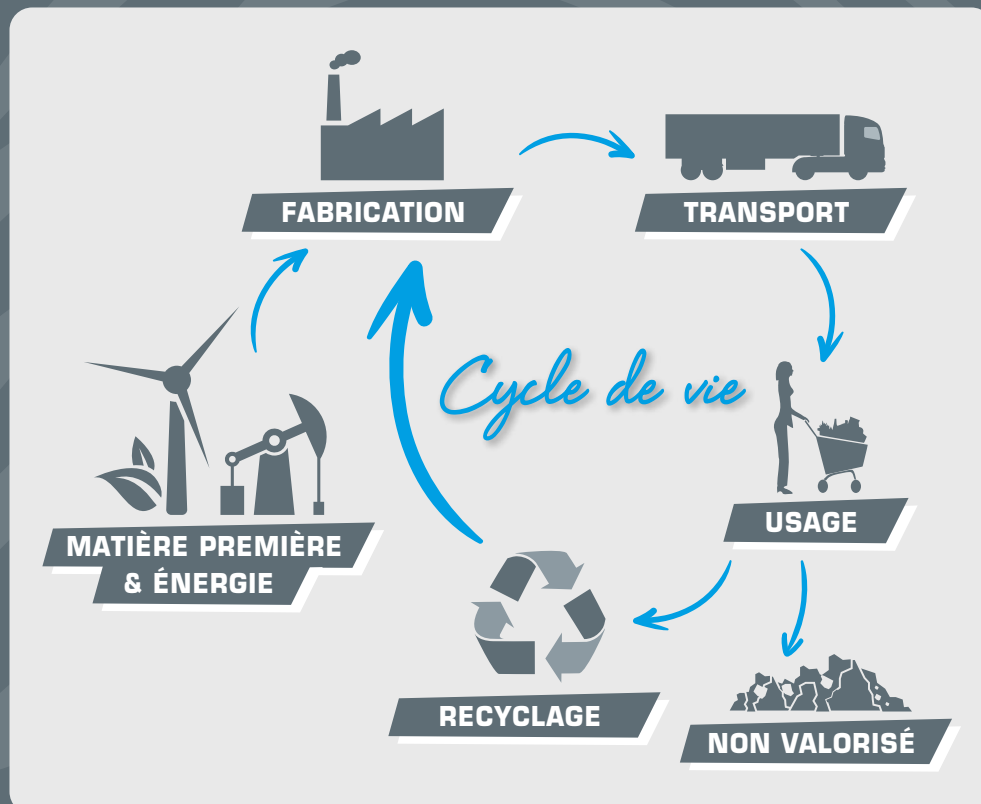 FABRICATION
TRANSPORT
Cycle de vie
USAGE
MATIÈRE PREMIÈRE
& ÉNERGIE
RECYCLAGE
NON VALORISÉ